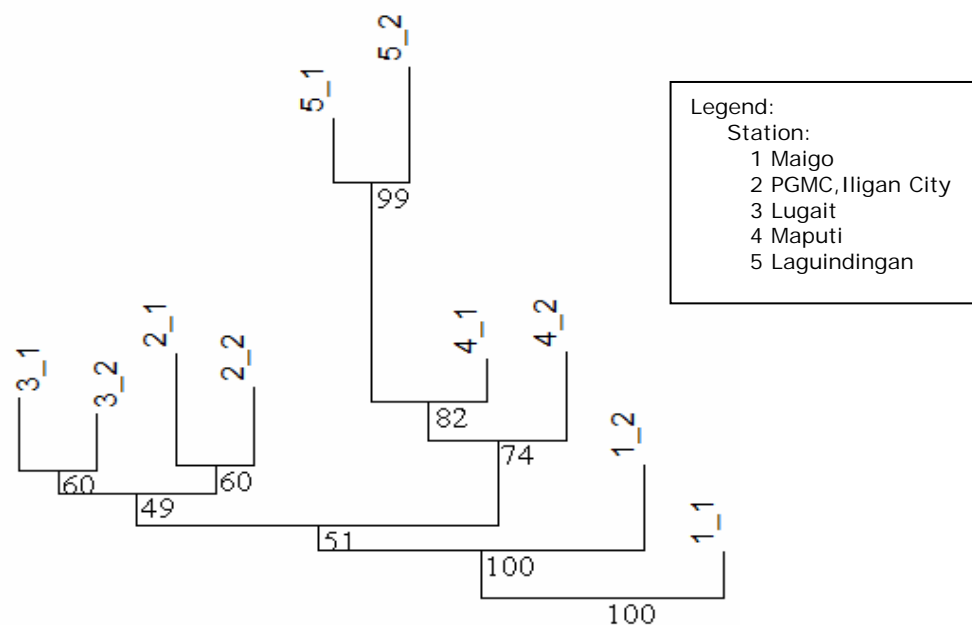 5_1
5_2
Legend:
Station:
1 Maigo
2 PGMC,Iligan City
3 Lugait
4 Maputi
5 Laguindingan
99
3_1
3_2
2_1
2_2
4_1
4_2
82
74
1_2
60
60
49
51
100
1_1
100